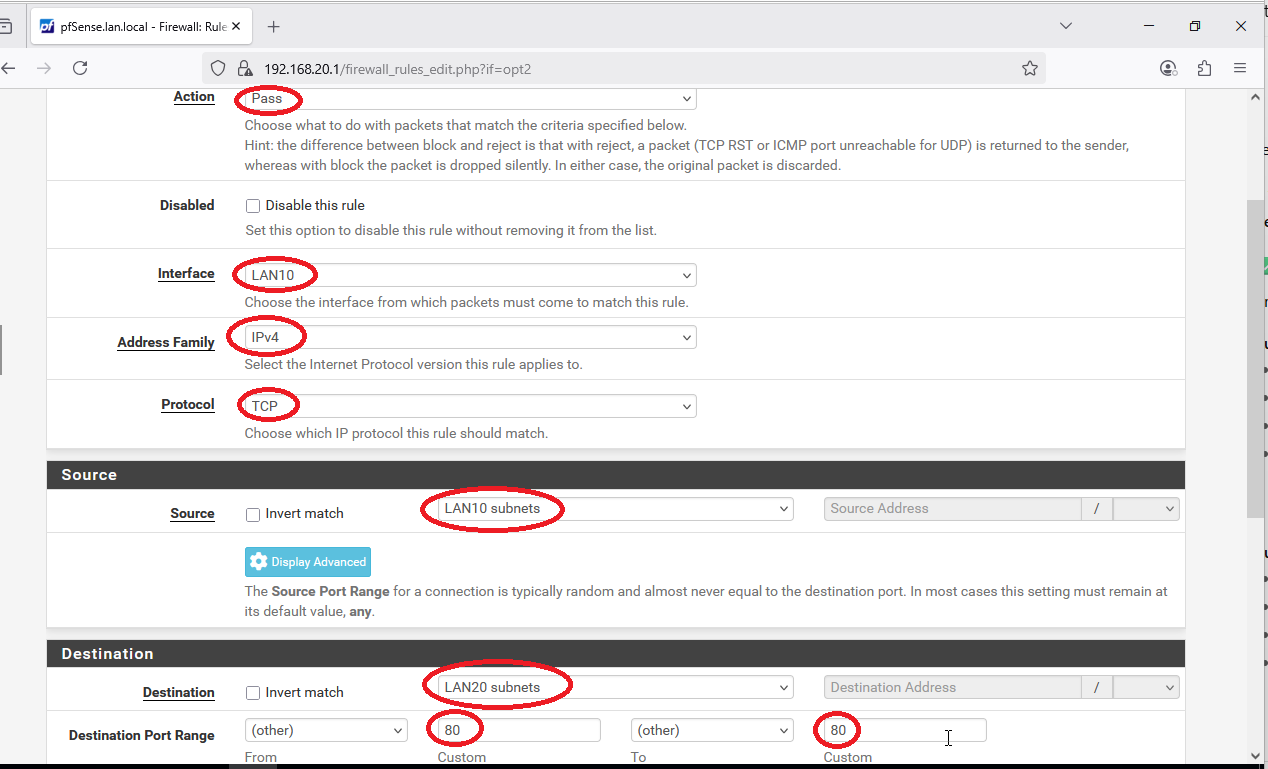 pfSense.lan.local - Firewall: Rule
192.168.20.1/firewall_rules_edit.php?if=opt2
Action Pass
Choose what to do with packets that match the criteria specified below.
Hint: the difference between block and reject is that with reject, a packet (TCP RST or ICMP port unreachable for UDP) is returned to the sender,
whereas with block the packet is dropped silently. In either case, the original packet is discarded.
Disabled Disable this rule
Set this option to disable this rule without removing it from the list.
Interface LAN10
Choose the interface from which packets must come to match this rule.
Address Family IPv4
Select the Internet Protocol version this rule applies to.
Protocol TCP
Choose which IP protocol this rule should match.
Source
Source Invert match LAN10 subnets Source Address /
Display Advanced
The Source Port Range for a connection is typically random and almost never equal to the destination port. In most cases this setting must remain at
its default value, any.
Destination
Destination Invert match LAN20 subnets Destination Address /
Destination Port Range (other) 80 (other) 80
From Custom To Custom